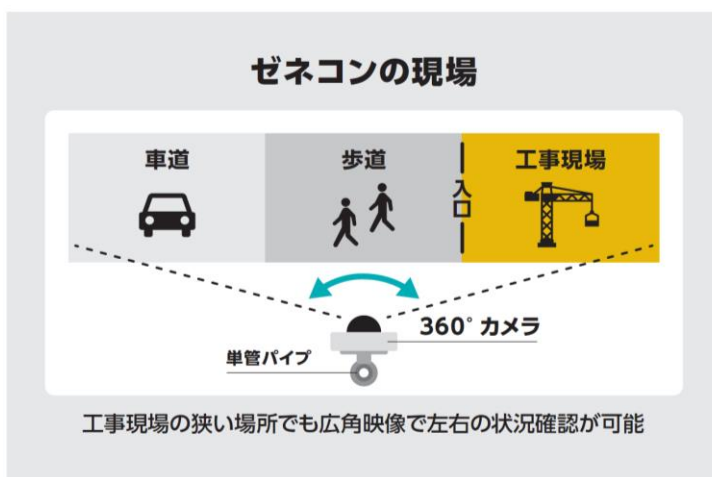 ゼネコンの現場
車道
歩道
入口
工事現場
360° カメラ
単管パイプ
工事現場の狭い場所でも広角映像で左右の状況確認が可能